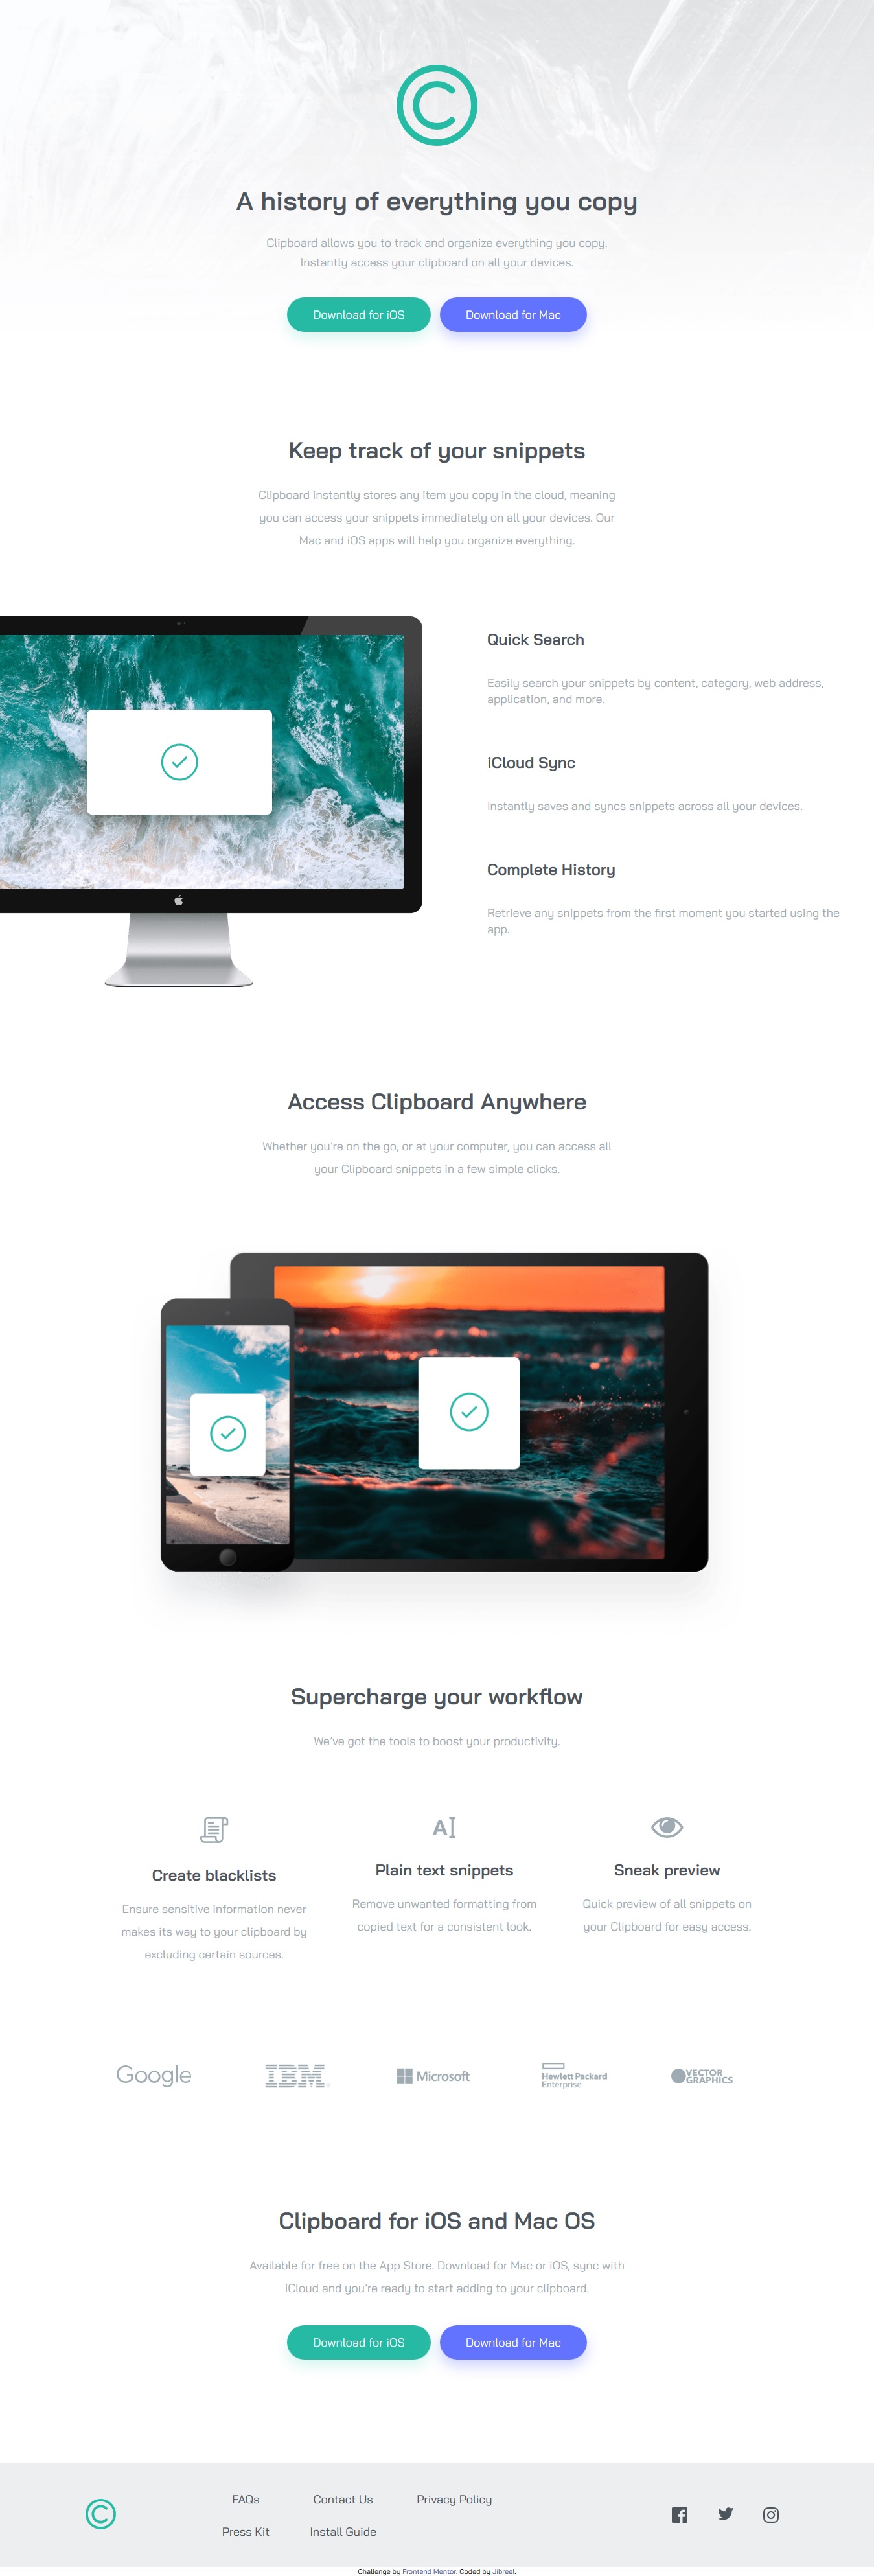 A history of everything you copy
Clipboard allows you to track and organize everything you copy.
Instantly access your clipboard on all your devices.
Download for iOS
Download for Mac
Keep track of your snippets
Clipboard instantly stores any item you copy in the cloud, meaning
you can access your snippets immediately on all your devices. Our
Mac and iOS apps will help you organize everything.
Quick Search
Easily search your snippets by content, category, web address,
application, and more.
iCloud Sync
Instantly saves and syncs snippets across all your devices.
Complete History
Retrieve any snippets from the first moment you started using the
app.
Access Clipboard Anywhere
Whether you're on the go, or at your computer, you can access all
your Clipboard snippets in a few simple clicks.
Supercharge your workflow
We've got the tools to boost your productivity.
Create blacklists
Ensure sensitive information never
makes its way to your clipboard by
excluding certain sources.
AI
Plain text snippets
Remove unwanted formatting from
copied text for a consistent look.
Sneak preview
Quick preview of all snippets on
your Clipboard for easy access.
Google
IBM
Microsoft
Hewlett Packard
Enterprise
VECTOR
GRAPHICS
Clipboard for iOS and Mac OS
Available for free on the App Store. Download for Mac or iOS, sync with
iCloud and you're ready to start adding to your clipboard.
Download for iOS
Download for Mac
FAQs
Contact Us
Privacy Policy
Press Kit
Install Guide
Challenge by Frontend Mentor. Coded by Jibreel.